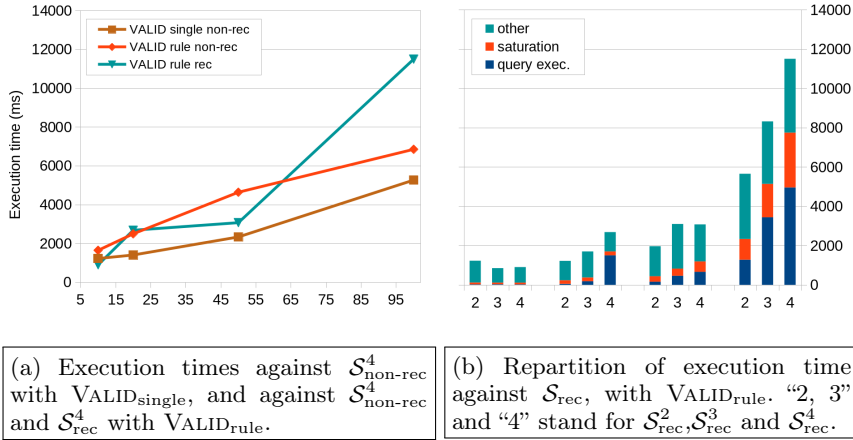 14000
12000
10000
8000
6000
4000
2000
0
Execution time (ms)
VALID single non-rec
VALID rule non-rec
VALID rule rec
5 15 25 35 45 55 65 75 85 95
other
saturation
query exec.
14000
12000
10000
8000
6000
4000
2000
0
2 3 4 2 3 4 2 3 4 2 3 4
(a) Execution times against S⁴non-rec
with VALIDsingle, and against S⁴non-rec
and S⁴rec with VALIDrule.
(b) Repartition of execution time
against Srec, with VALIDrule. “2, 3”
and “4” stand for S²rec,S³rec and S⁴rec.